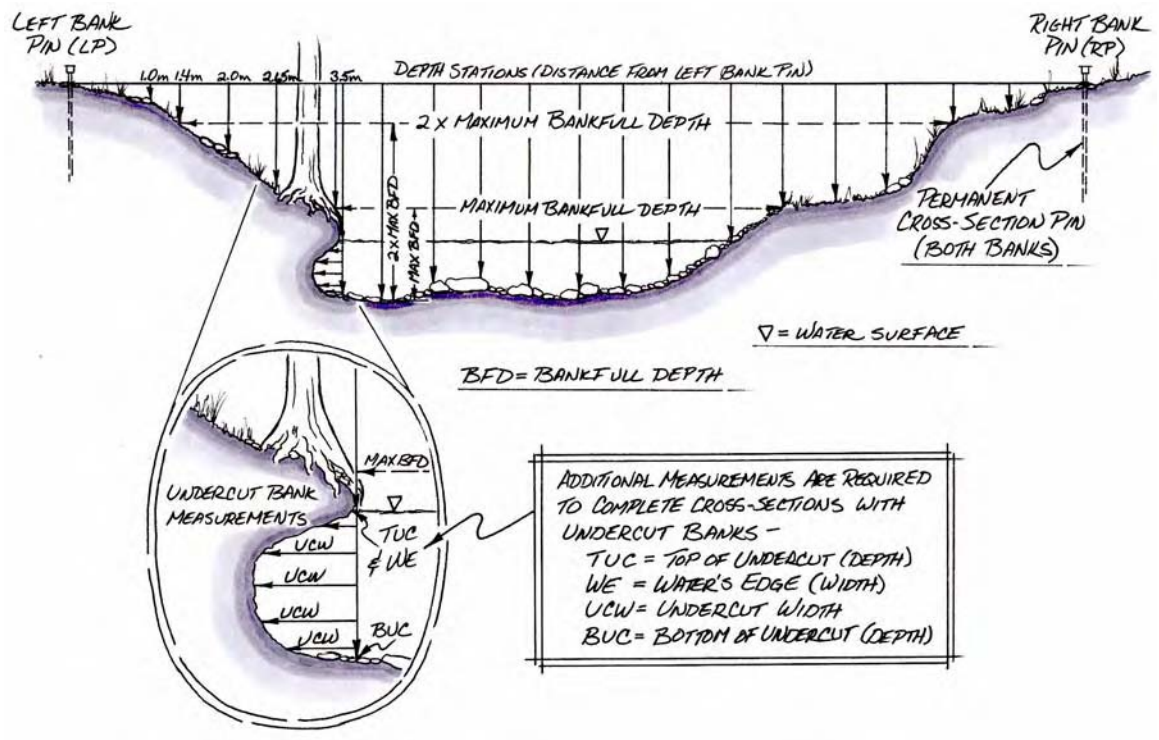 LEFT BANK
PIN (LP)
RIGHT BANK
PIN (RP)
1.0m 1.4m 2.0m 2.65m 3.5m
DEPTH STATIONS (DISTANCE FROM LEFT BANK PIN)
2 X MAXIMUM BANKFULL DEPTH
MAXIMUM BANKFULL DEPTH
2 X MAX BFD
MAX BFD
PERMANENT
CROSS-SECTION PIN
(BOTH BANKS)
▽ = WATER SURFACE
BFD = BANKFULL DEPTH
UNDERCUT BANK
MEASUREMENTS
MAX BFD
TUC
& WE
UCW
UCW
UCW
UCW
BUC
ADDITIONAL MEASUREMENTS ARE REQUIRED
TO COMPLETE CROSS-SECTIONS WITH
UNDERCUT BANKS -
TUC = TOP OF UNDERCUT (DEPTH)
WE = WATER'S EDGE (WIDTH)
UCW = UNDERCUT WIDTH
BUC = BOTTOM OF UNDERCUT (DEPTH)